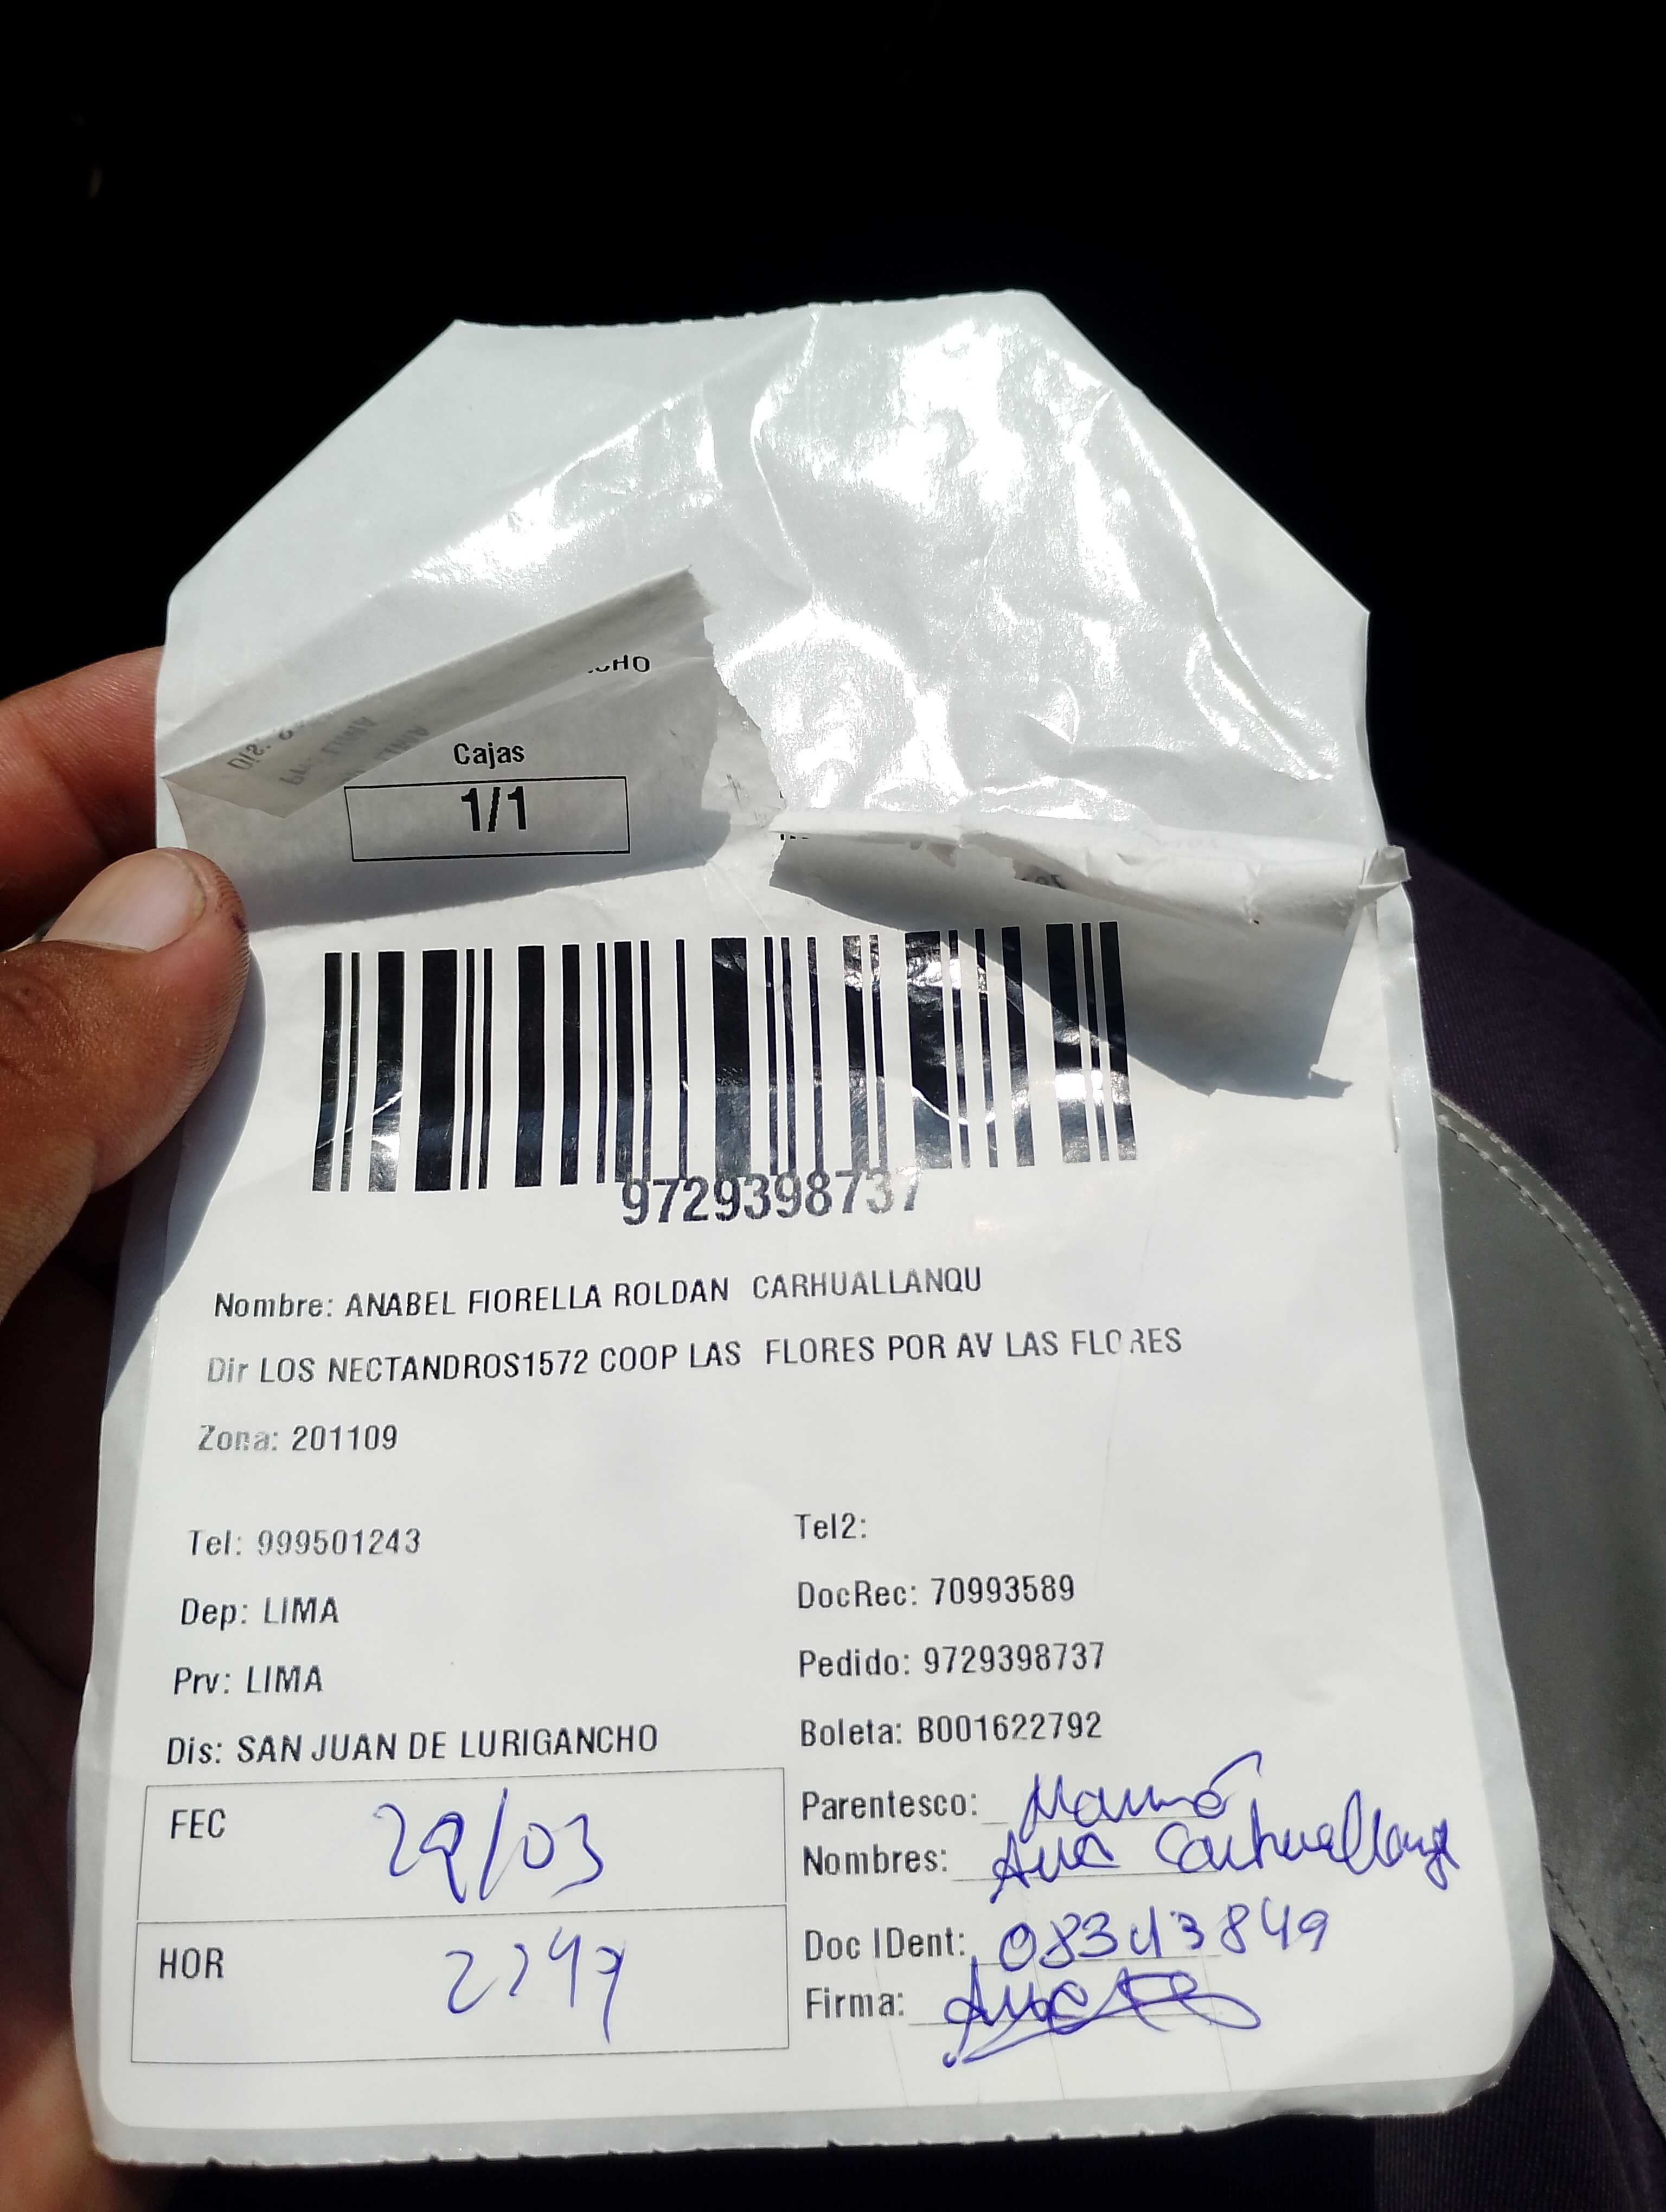 Cajas
1/1
9729398737
Nombre: ANABEL FIORELLA ROLDAN CARHUALLANQU
Dir LOS NECTANDROS1572 COOP LAS FLORES POR AV LAS FLORES
Zona: 201109
Tel: 999501243
Tel2:
Dep: LIMA
DocRec: 70993589
Prv: LIMA
Pedido: 9729398737
Dis: SAN JUAN DE LURIGANCHO
Boleta: B001622792
FEC 29/03
Parentesco: Mamá
Nombres: Ana
HOR
Doc IDent: 08343849
Firma: